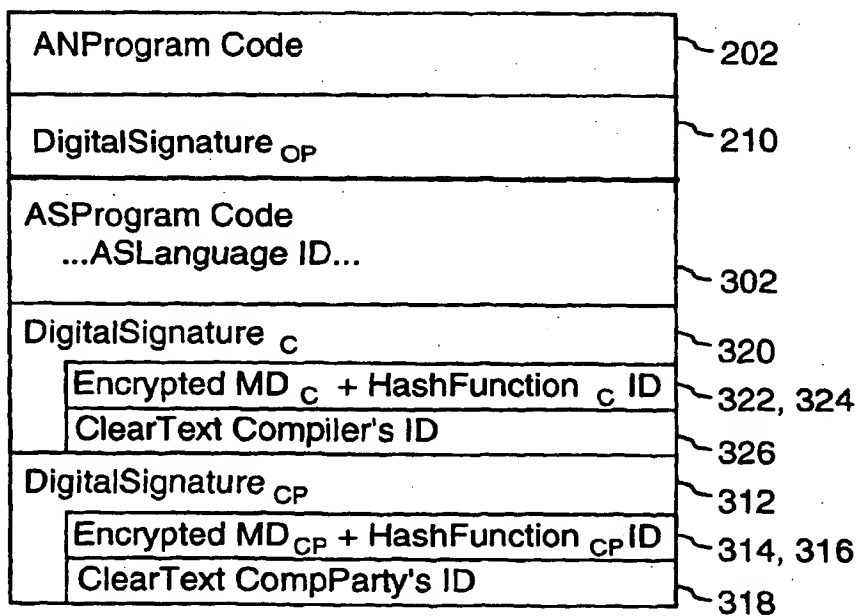 ANProgram Code 202
DigitalSignature OP 210
ASProgram Code
...ASLanguage ID... 302
DigitalSignature C 320
Encrypted MD C + HashFunction C ID 322, 324
ClearText Compiler's ID 326
DigitalSignature CP 312
Encrypted MD CP + HashFunction CP ID 314, 316
ClearText CompParty's ID 318